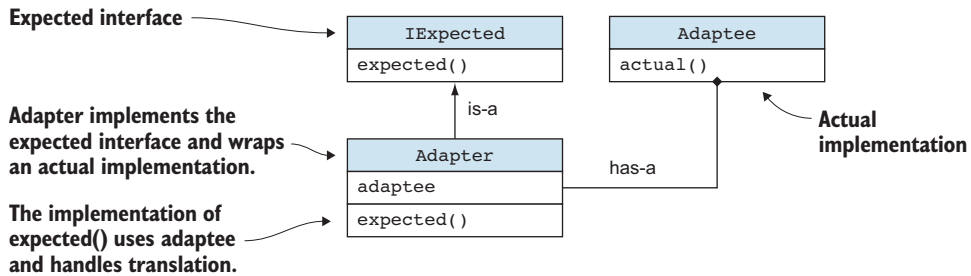 Expected interface
IExpected
expected()
Adaptee
actual()
is-a
Actual
implementation
Adapter implements the
expected interface and wraps
an actual implementation.
Adapter
adaptee
expected()
has-a
The implementation of
expected() uses adaptee
and handles translation.